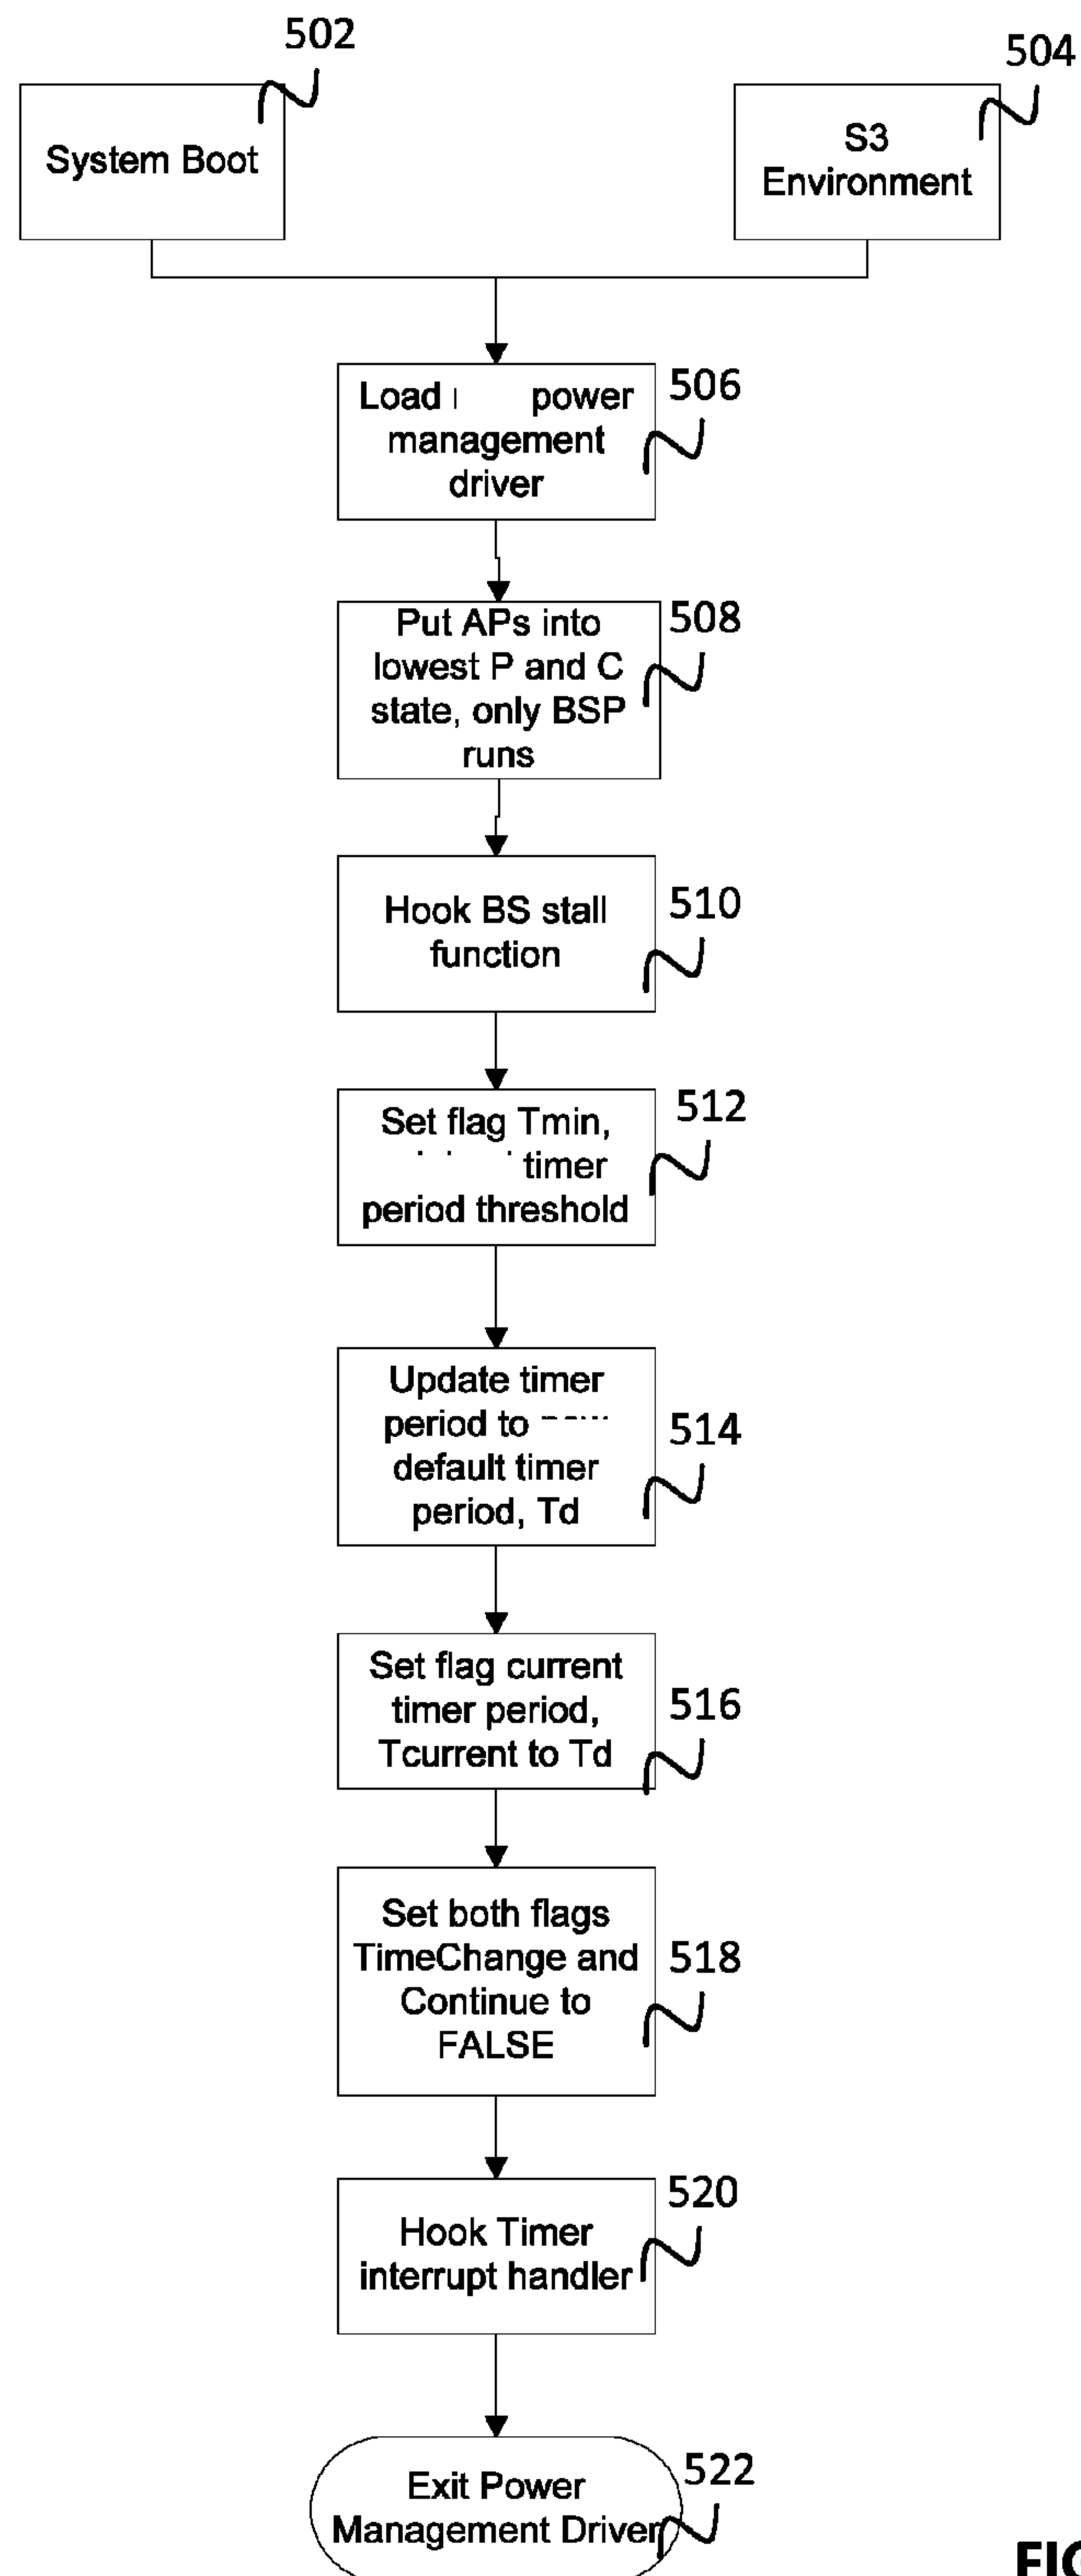 502
System Boot
504
S3
Environment
Load power
management
driver
506
Put APs into
lowest P and C
state, only BSP
runs
508
Hook BS stall
function
510
Set flag Tmin,
timer
period threshold
512
Update timer
period to
default timer
period, Td
514
Set flag current
timer period,
Tcurrent to Td
516
Set both flags
TimeChange and
Continue to
FALSE
518
Hook Timer
interrupt handler
520
Exit Power
Management Driver
522